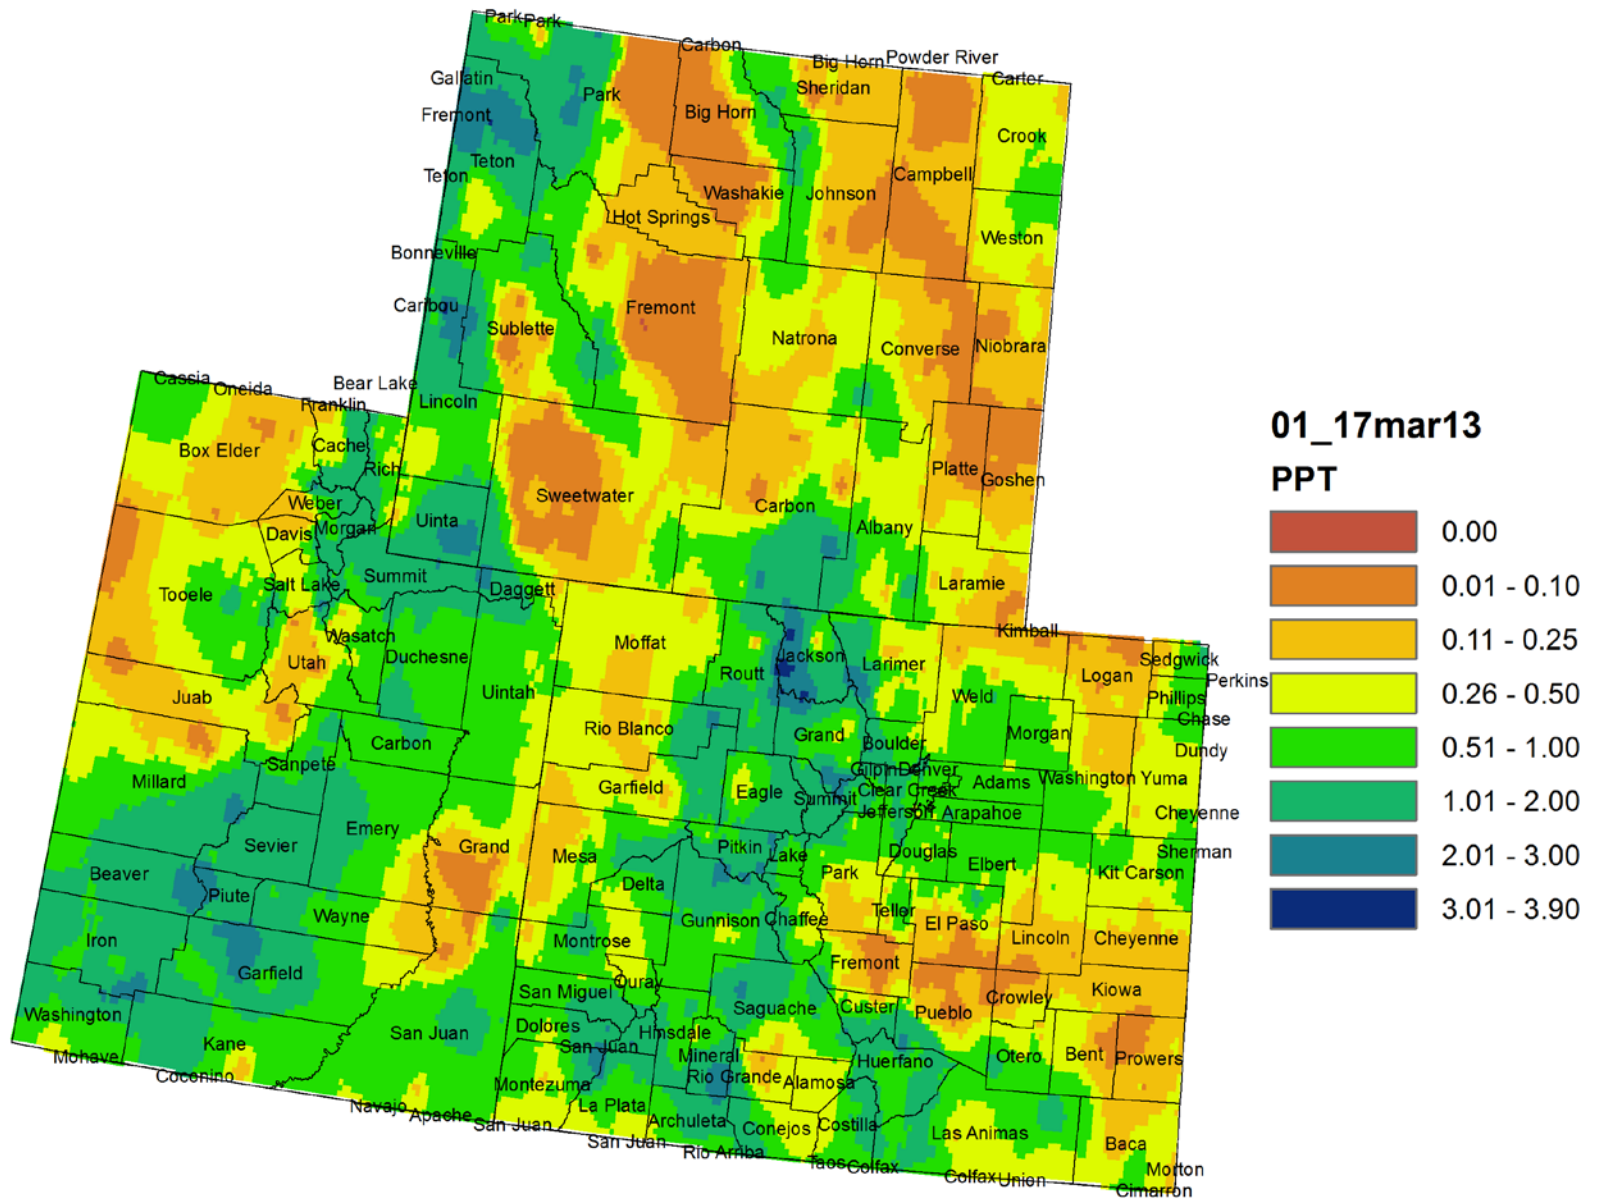 Park Park
Carbon
Big Horn Powder River
Carter
Gallatin
Park
Sheridan
Fremont
Big Horn
Crook
Teton
Teton
Campbell
Washakie
Johnson
Hot Springs
Weston
Bonneville
Caribou
Fremont
Sublette
Natrona
Converse
Niobrara
Cassia
Oneida
Bear Lake
Franklin
Lincoln
Box Elder
Cache
Rich
Platte
Goshen
Sweetwater
Weber
Carbon
Uinta
Albany
Davis
Morgan
Summit
Salt Lake
Daggett
Laramie
Tooele
Kimball
Wasatch
Moffat
Jackson
Utah
Duchesne
Larimer
Sedgwick
Routt
Logan
Perkins
Juab
Uintah
Weld
Phillips
Chase
Rio Blanco
Grand
Morgan
Carbon
Boulder
Dundy
Sanpete
Gilpin
Denver
Millard
Adams
Washington
Yuma
Garfield
Eagle
Clear Creek
Summit
Jefferson
Arapahoe
Cheyenne
Emery
Sevier
Grand
Mesa
Pitkin
Lake
Douglas
Sherman
Elbert
Beaver
Park
Kit Carson
Delta
Piute
Wayne
Gunnison
Chaffee
Teller
El Paso
Iron
Montrose
Lincoln
Cheyenne
Fremont
Garfield
Ouray
San Miguel
Kiowa
Crowley
Washington
Saguache
Custer
Pueblo
San Juan
Dolores
Hinsdale
Kane
San Juan
Mineral
Huerfano
Otero
Bent
Prowers
Mohave
Coconino
Rio Grande
Alamosa
Montezuma
Navajo
Apache
La Plata
San Juan
Archuleta
Conejos
Costilla
Las Animas
San Juan
Rio Arriba
Baca
Taos
Colfax
Colfax
Union
Morton
Cimarron
01_17mar13
PPT
0.00
0.01 - 0.10
0.11 - 0.25
0.26 - 0.50
0.51 - 1.00
1.01 - 2.00
2.01 - 3.00
3.01 - 3.90